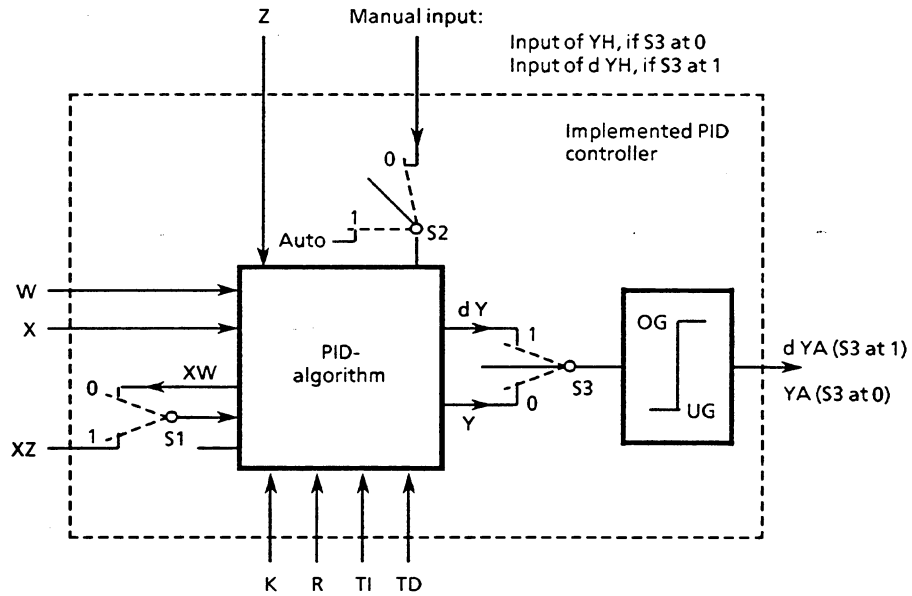 Z
Manual input:
Input of YH, if S3 at 0
Input of d YH, if S3 at 1
Implemented PID
controller
0
1
Auto
S2
W
X
XW
0
1
S1
XZ
PID-
algorithm
d Y
1
S3
0
Y
OG
UG
d YA (S3 at 1)
YA (S3 at 0)
K R TI TD